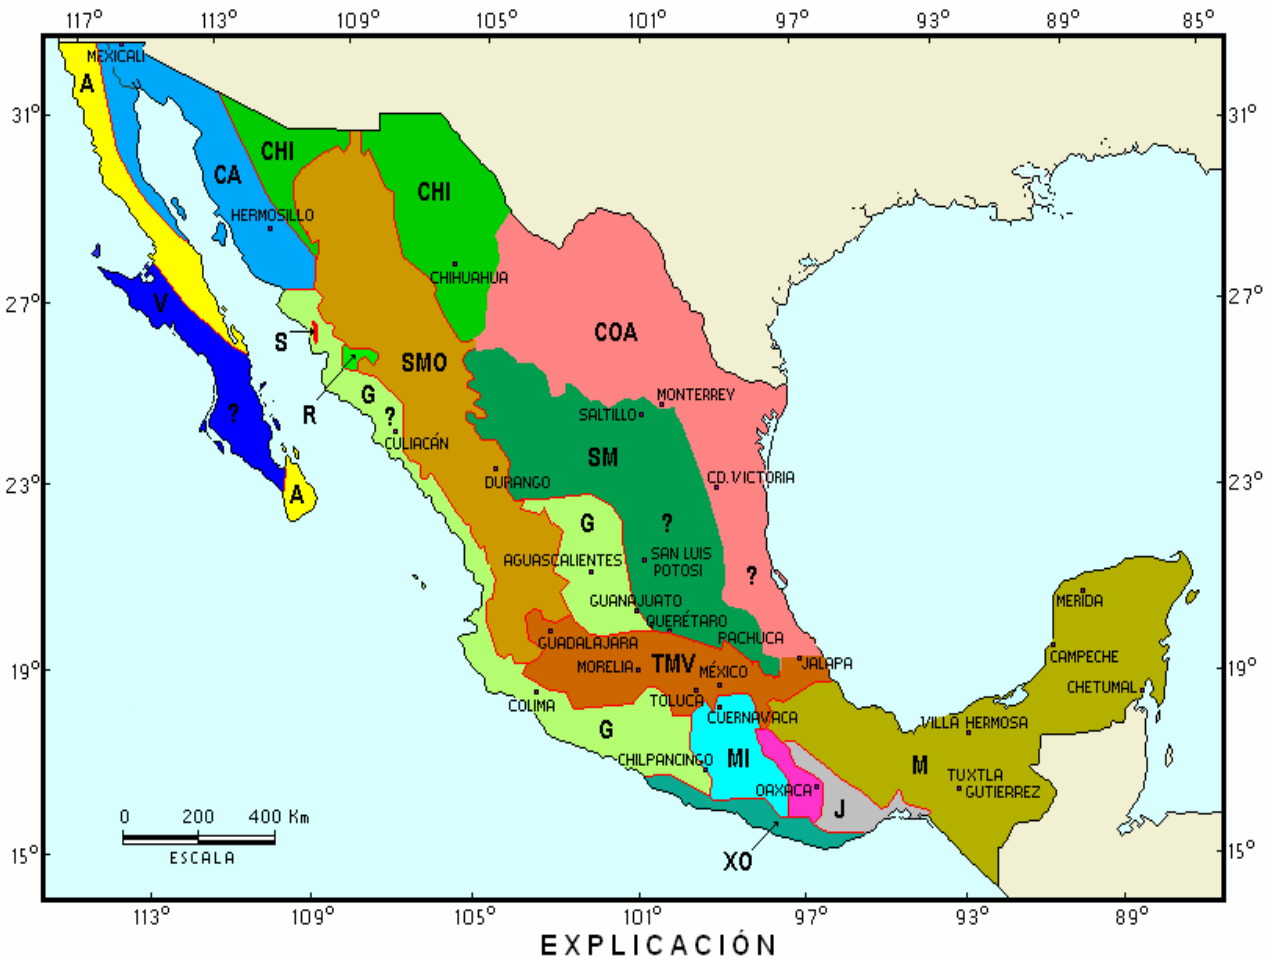 117° 113° 109° 105° 101° 97° 93° 89° 85°
MEXICALI
A
31° 31°
CHI
CA
CHI
HERMOSILLO
CHIHUAHUA
27° 27°
V
S
COA
SMO
R
G
?
MONTERREY
SALTILLO
?
CULIACÁN
SM
CD. VICTORIA
DURANGO
23° 23°
A
G
?
SAN LUIS
POTOSI
AGUASCALIENTES
?
MERIDA
GUANAJUATO
QUERÉTARO
PACHUCA
GUADALAJARA
CAMPECHE
MORELIA
TMV
MÉXICO
JALAPA
19° 19°
CHETUMAL
TOLUCA
COLIMA
CUERNAVACA
VILLA HERMOSA
G
CHILPANCINGO
MI
M
TUXTLA
GUTIERREZ
OAXACA
J
0 200 400 Km
ESCALA
XO
15° 15°
113° 109° 105° 101° 97° 93° 89°
EXPLICACIÓN